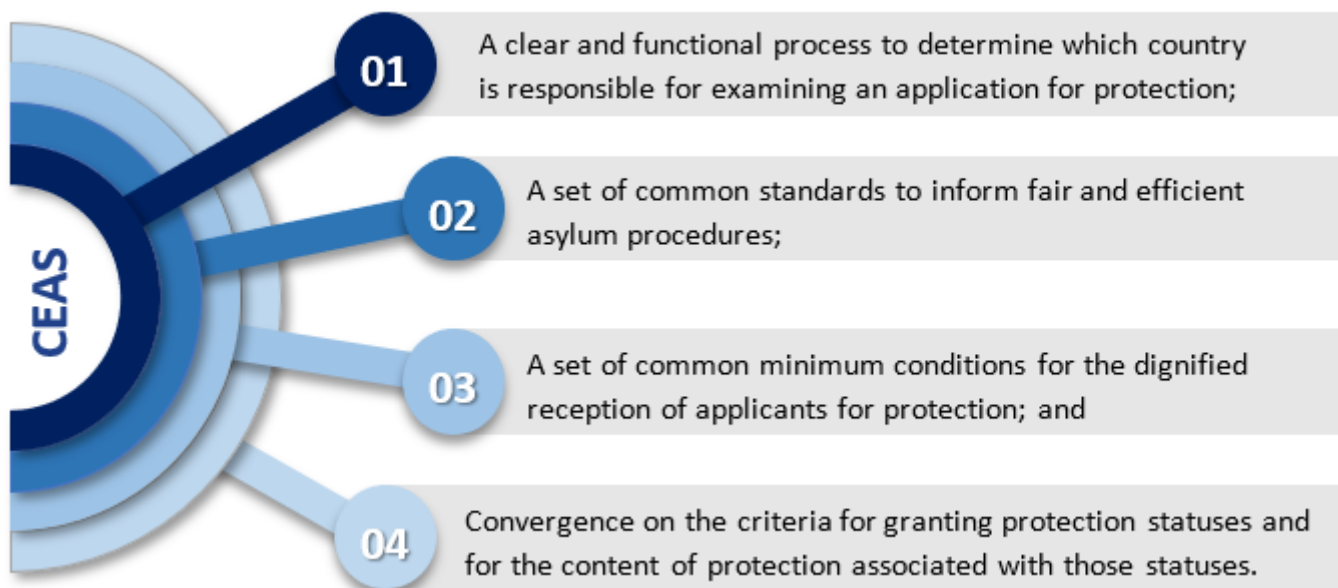 CEAS
01
A clear and functional process to determine which country
is responsible for examining an application for protection;
02
A set of common standards to inform fair and efficient
asylum procedures;
03
A set of common minimum conditions for the dignified
reception of applicants for protection; and
04
Convergence on the criteria for granting protection statuses and
for the content of protection associated with those statuses.